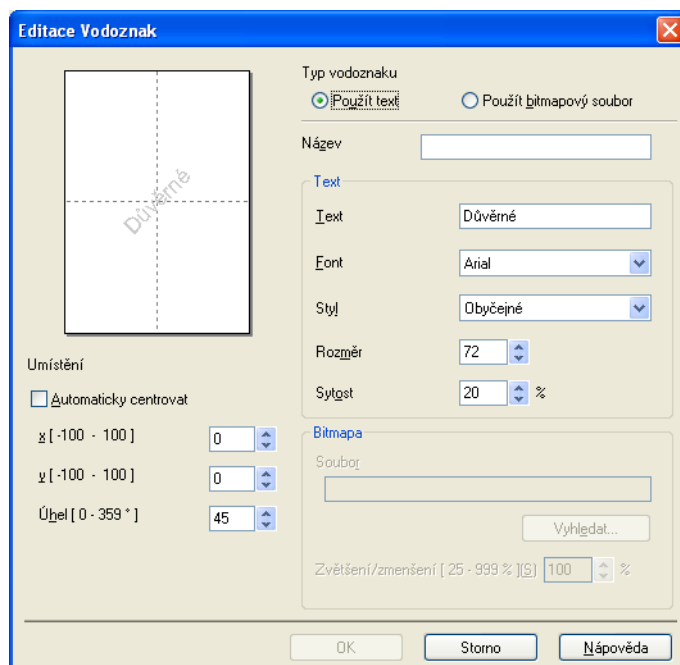 Editace Vodoznak
Důvěrné
Typ vodoznaku
Použít text
Použít bitmapový soubor
Název
Text
Text
Důvěrné
Font
Arial
Styl
Obyčejné
Rozměr
72
Sytost
20
%
Umístění
Automaticky centrovat
x [ -100 - 100 ]
0
y [ -100 - 100 ]
0
Úhel [ 0 - 359 ° ]
45
Bitmapa
Soubor
Vyhledat...
Zvětšení/zmenšení [ 25 - 999 % ](S)
100
%
OK
Storno
Nápověda